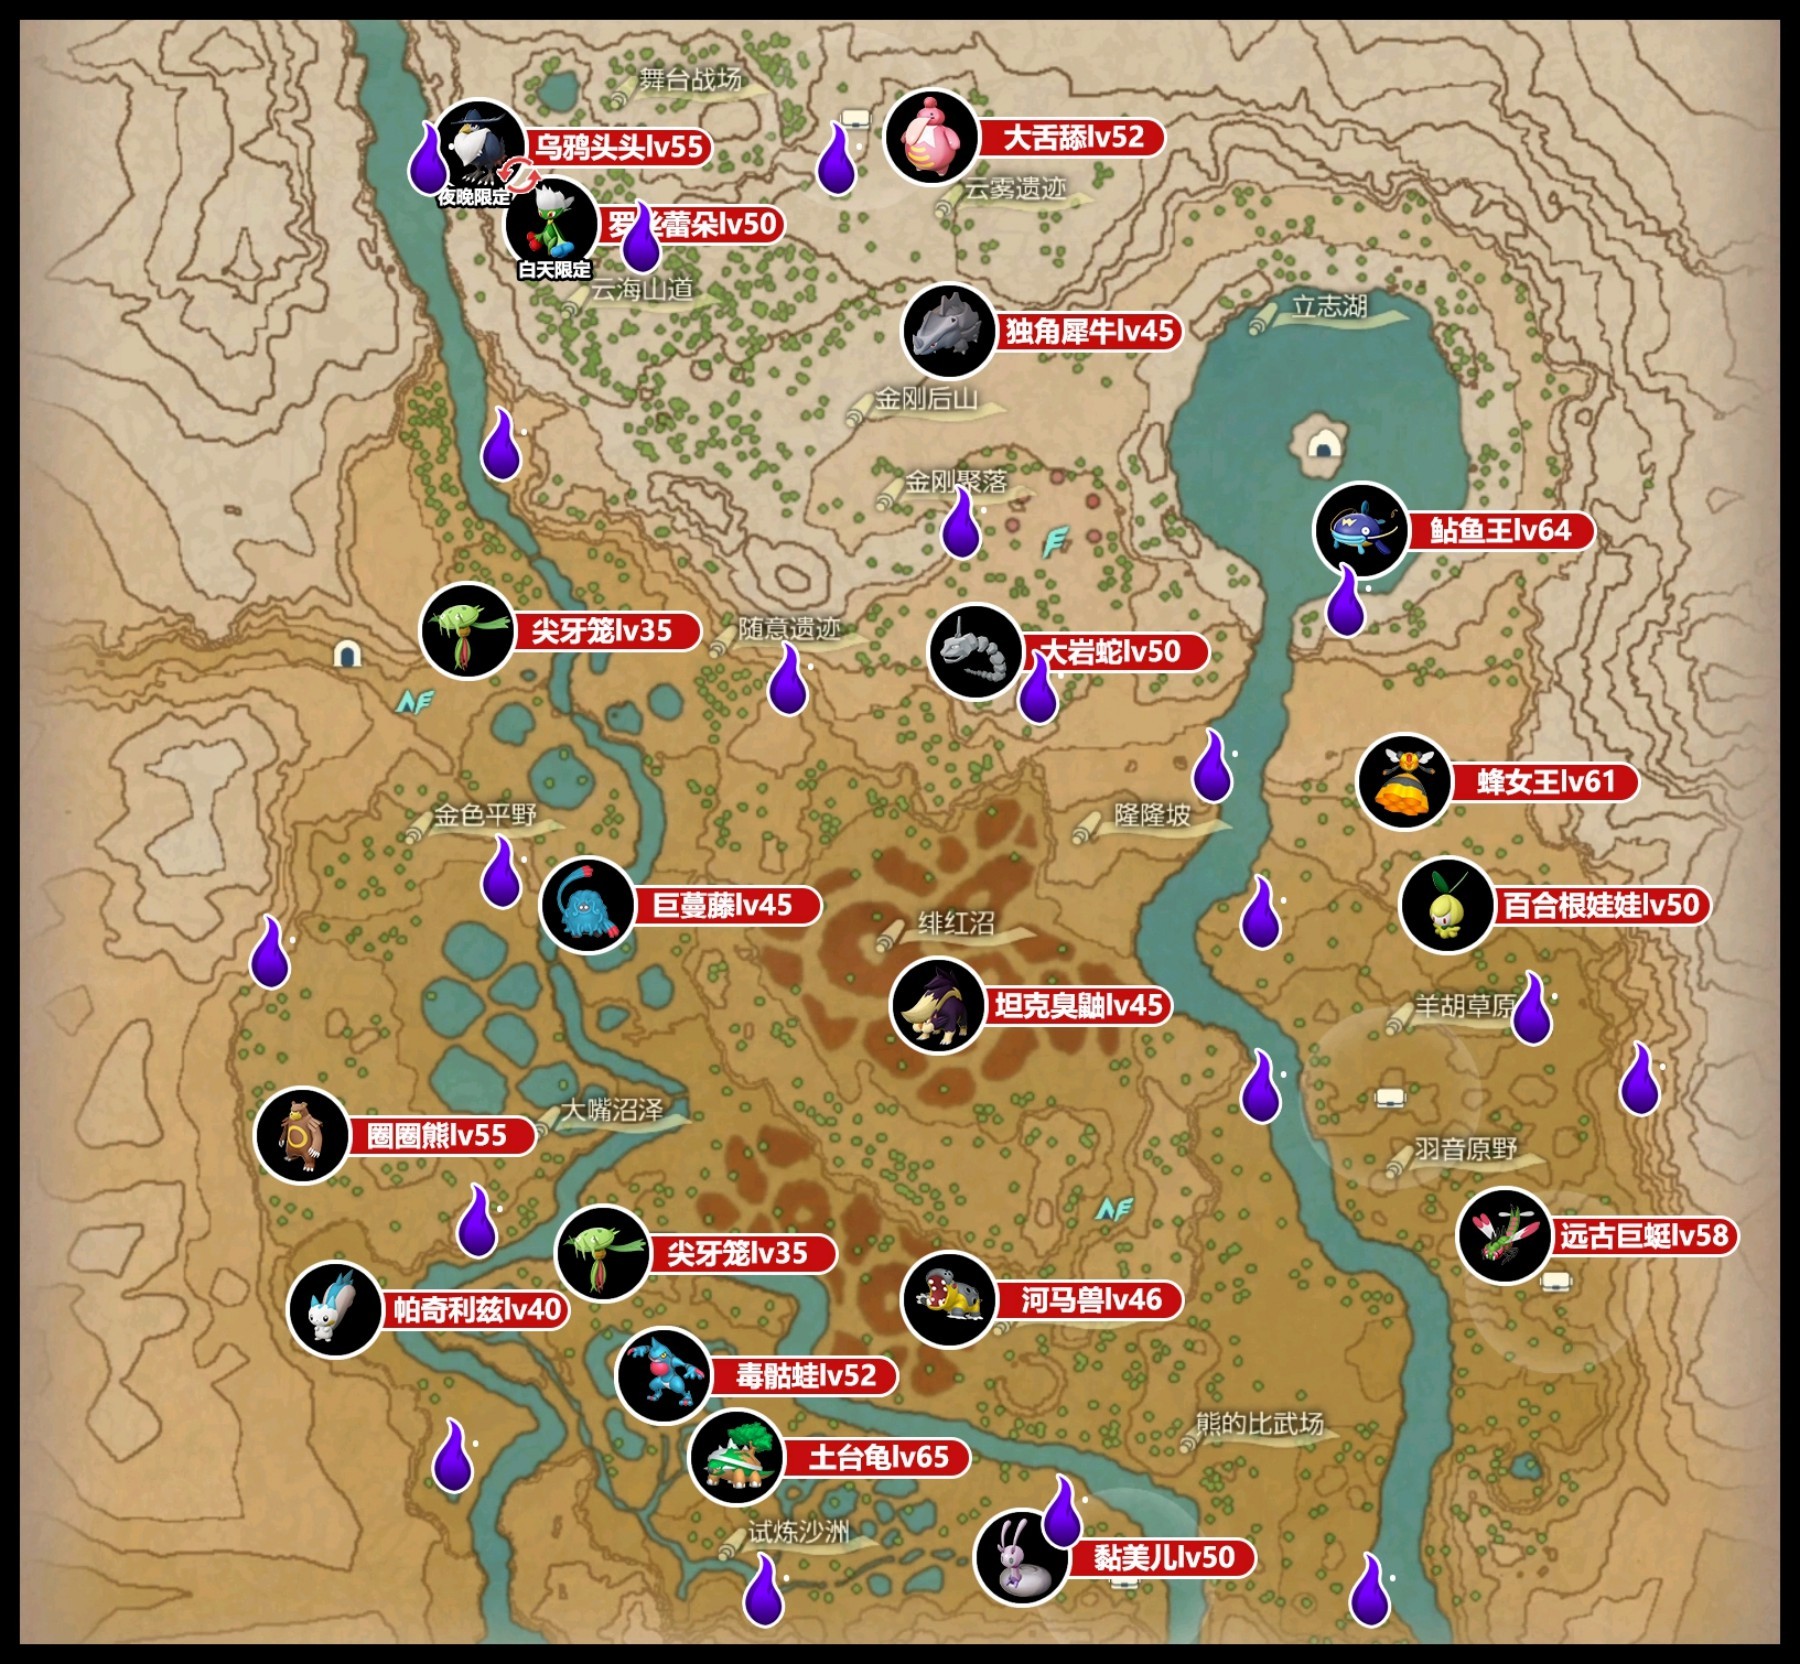 舞台战场
乌鸦头头lv55
夜晚限定
大舌舔lv52
云雾遗迹
罗丝蕾朵lv50
白天限定
云海山道
立志湖
独角犀牛lv45
金刚后山
金刚聚落
鲇鱼王lv64
尖牙笼lv35
随意遗迹
大岩蛇lv50
蜂女王lv61
金色平野
隆隆坡
巨蔓藤lv45
百合根娃娃lv50
绯红沼
坦克臭鼬lv45
羊胡草原
大嘴沼泽
圈圈熊lv55
羽音原野
远古巨蜓lv58
尖牙笼lv35
帕奇利兹lv40
河马兽lv46
毒骷蛙lv52
熊的比武场
土台龟lv65
试炼沙洲
黏美儿lv50